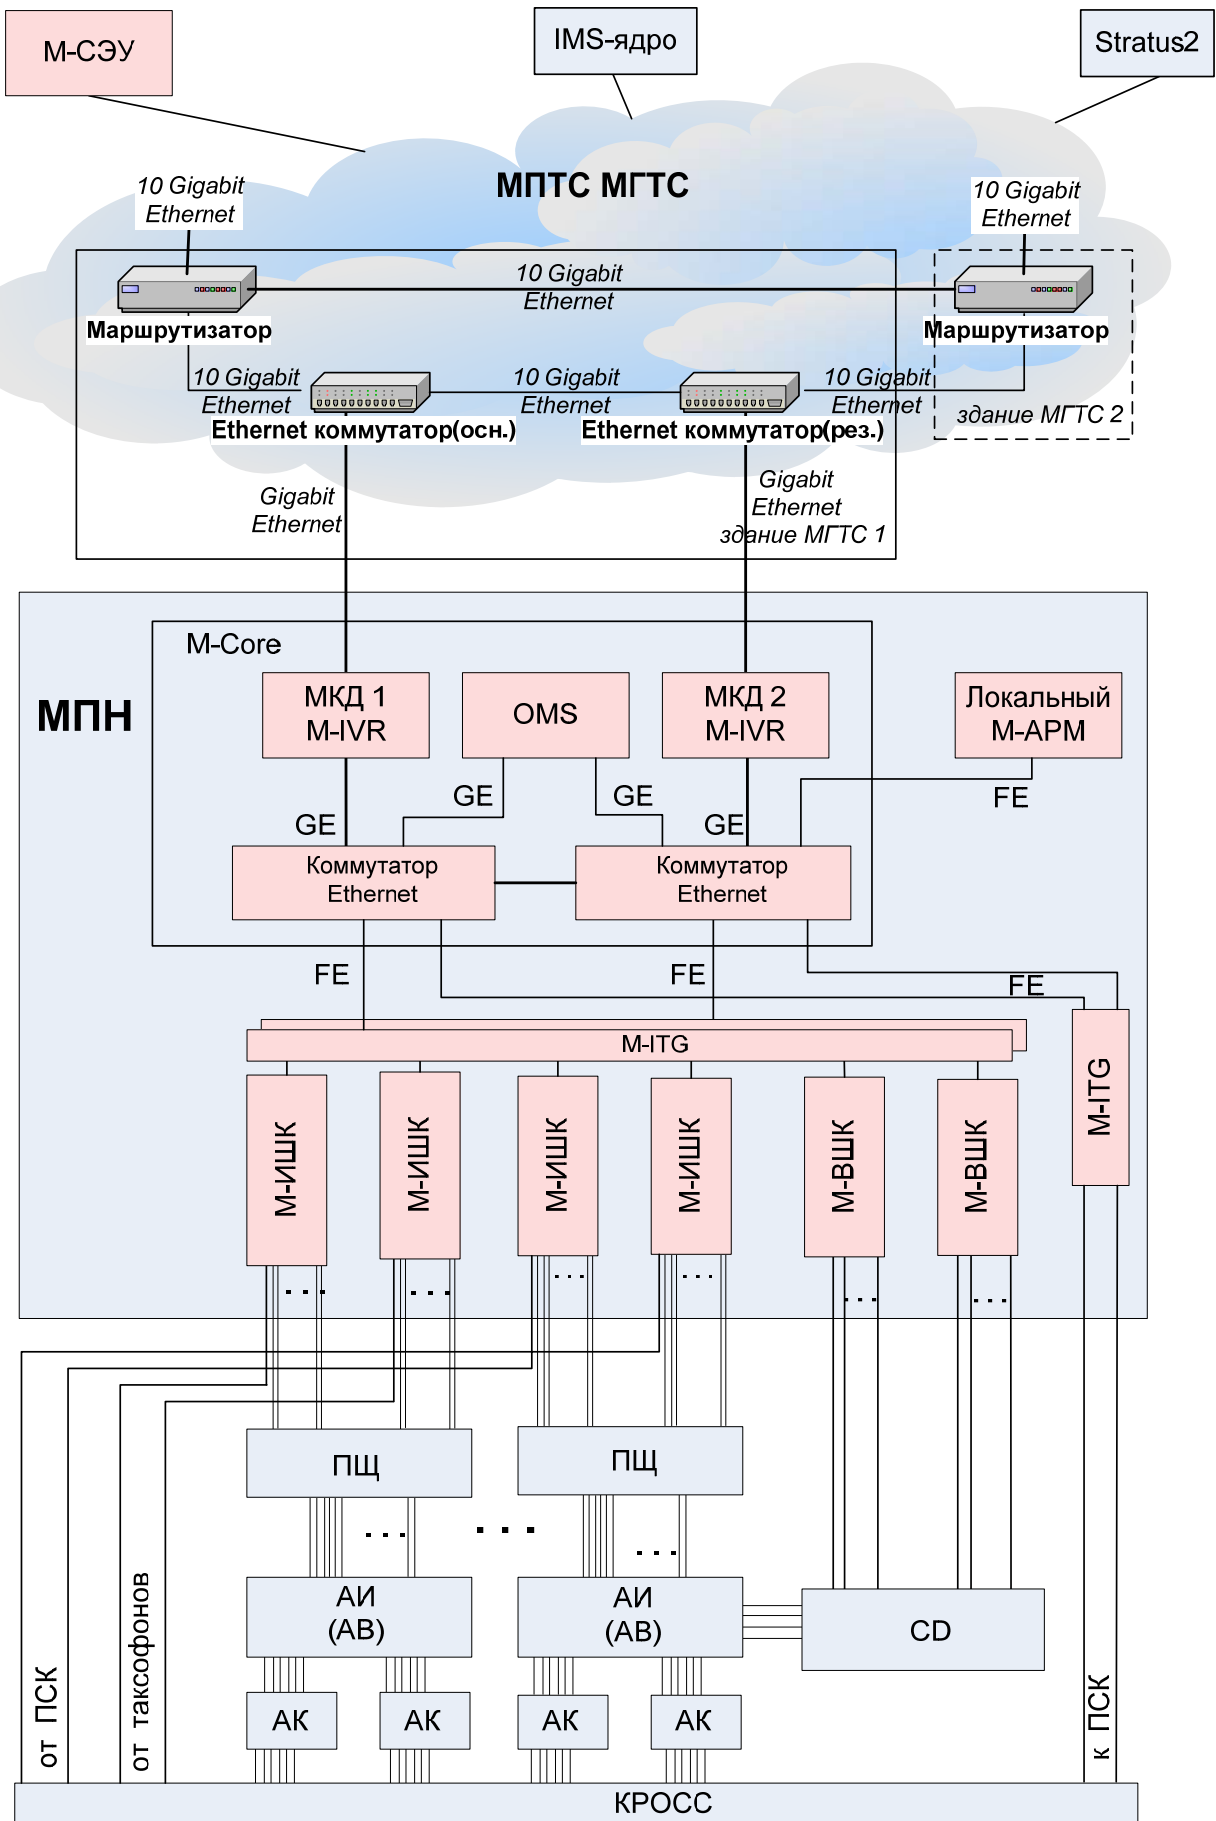 М-СЭУ
IMS-ядро
Stratus2
МПТС МГТС
10 Gigabit
Ethernet
10 Gigabit
Ethernet
10 Gigabit
Ethernet
Маршрутизатор
Маршрутизатор
10 Gigabit
Ethernet
10 Gigabit
Ethernet
10 Gigabit
Ethernet
здание МГТС 2
Ethernet коммутатор(осн.)
Ethernet коммутатор(рез.)
Gigabit
Ethernet
Gigabit
Ethernet
здание МГТС 1
M-Core
МПН
МКД 1
M-IVR
OMS
МКД 2
M-IVR
Локальный
М-АРМ
GE
GE
GE
GE
FE
Коммутатор
Ethernet
Коммутатор
Ethernet
FE
FE
FE
M-ITG
M-ITG
М-ИШК
М-ИШК
М-ИШК
М-ИШК
М-ВШК
М-ВШК
. . .
. . .
. . .
. . .
. . .
. . .
ПЩ
ПЩ
. . .
. . .
. . .
АИ
(АВ)
АИ
(АВ)
CD
от ПСК
от таксофонов
к ПСК
АК
АК
АК
АК
КРОСС